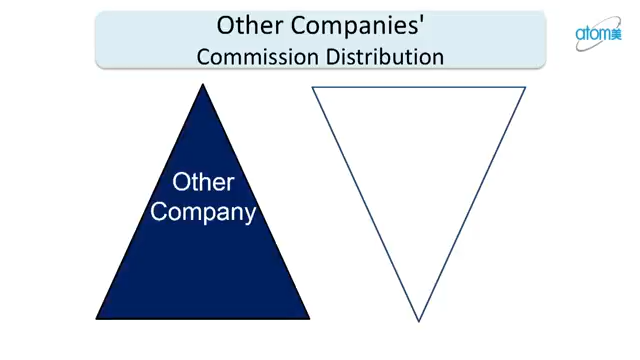 Other Companies'
Commission Distribution
atom美
Other
Company